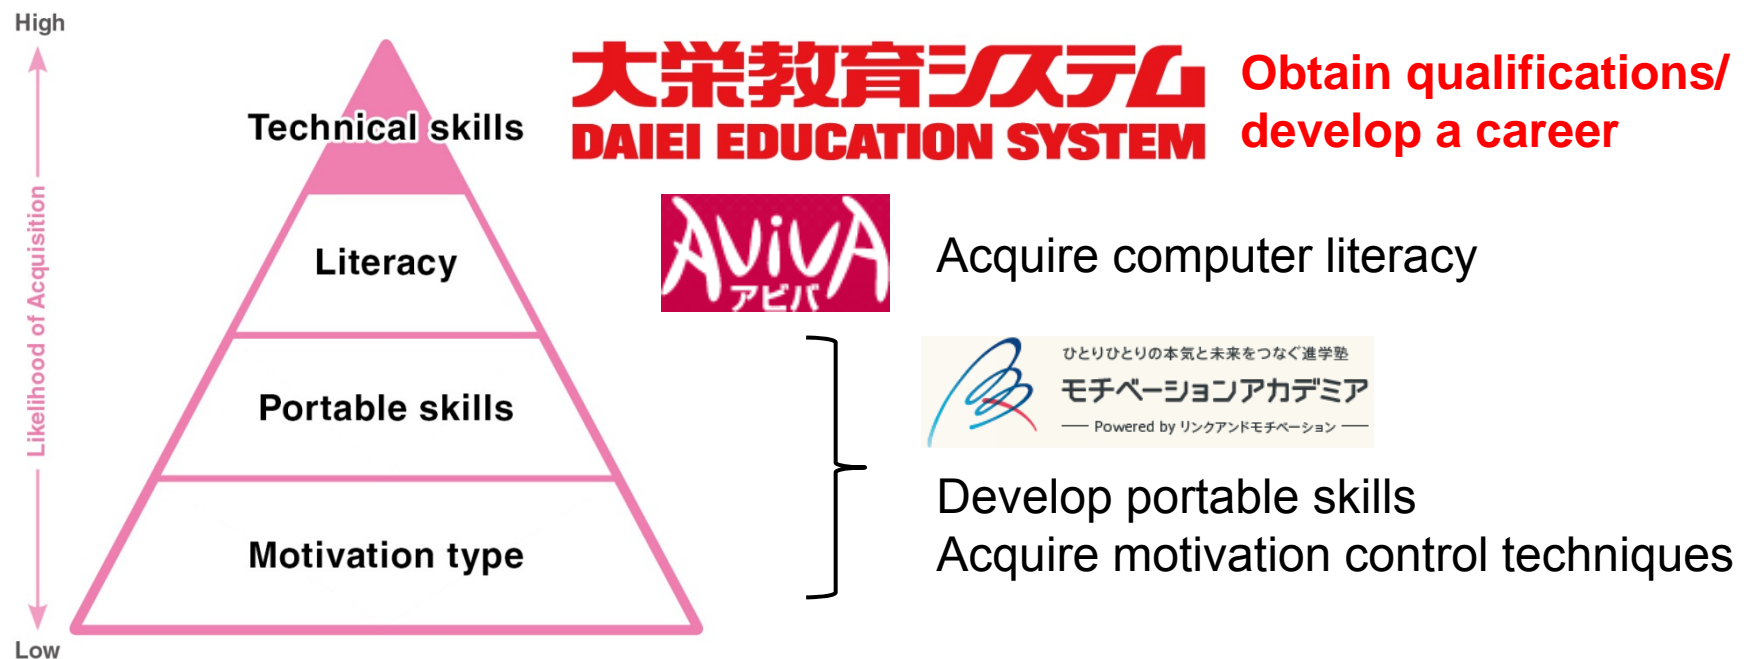 High
Likelihood of Acquisition
Low
Technical skills
Literacy
Portable skills
Motivation type
大栄教育システム
DAIEI EDUCATION SYSTEM
Obtain qualifications/
develop a career
AVIVA
アビバ
Acquire computer literacy
ひとりひとりの本気と未来をつなぐ進学塾
モチベーションアカデミア
Powered by リンクアンドモチベーション
Develop portable skills
Acquire motivation control techniques